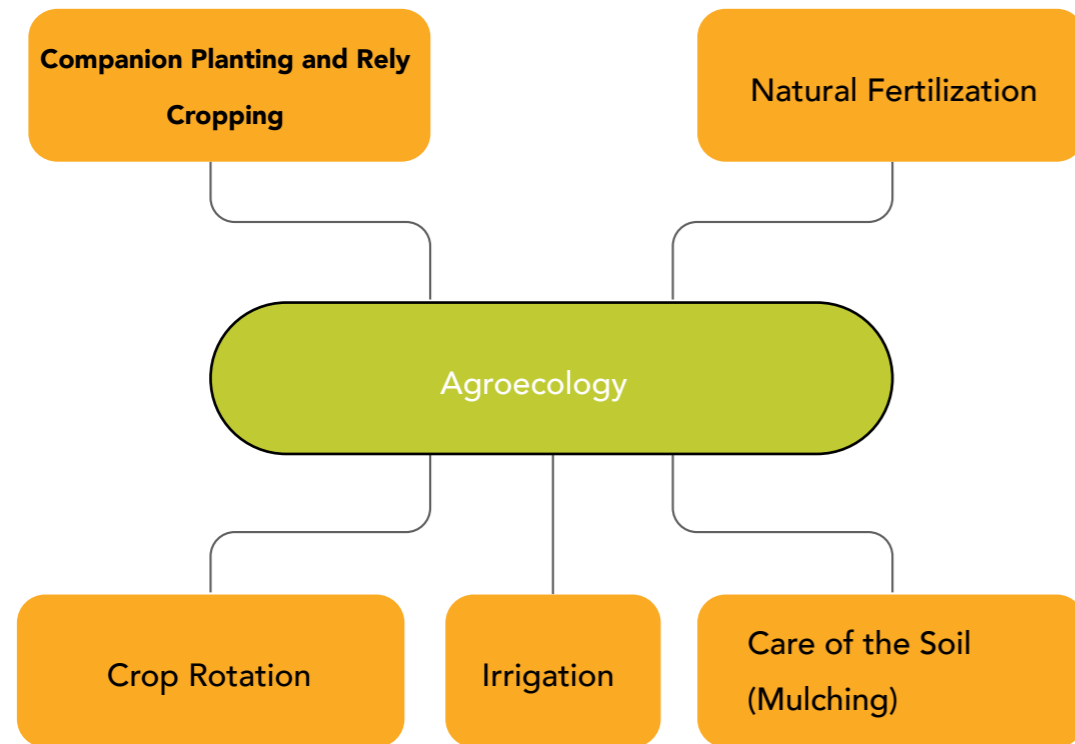 Companion Planting and Rely
Cropping
Natural Fertilization
Agroecology
Crop Rotation
Irrigation
Care of the Soil
(Mulching)